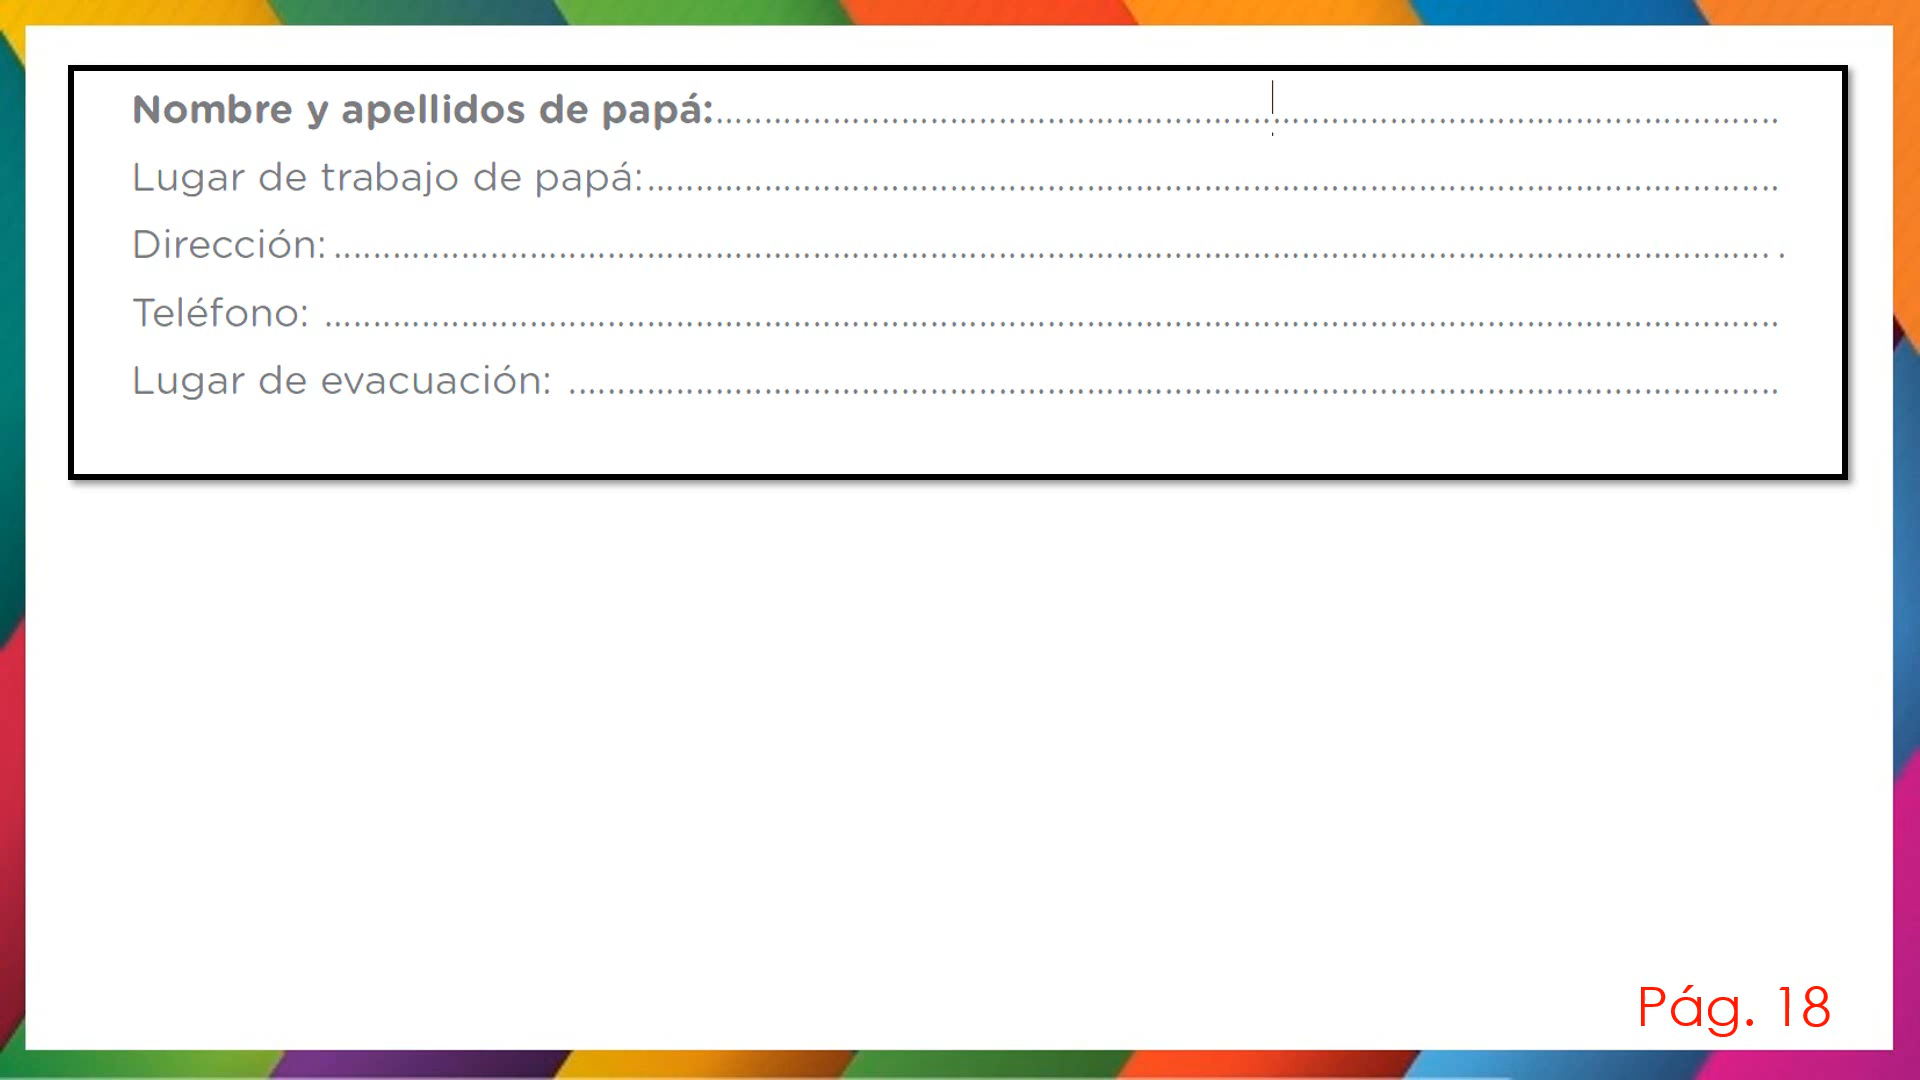 Nombre y apellidos de papá:..............................................................................................................
Lugar de trabajo de papá:.....................................................................................................................
Dirección:.................................................................................................................................................... .
Teléfono: ......................................................................................................................................................
Lugar de evacuación: .............................................................................................................................
Pág. 18